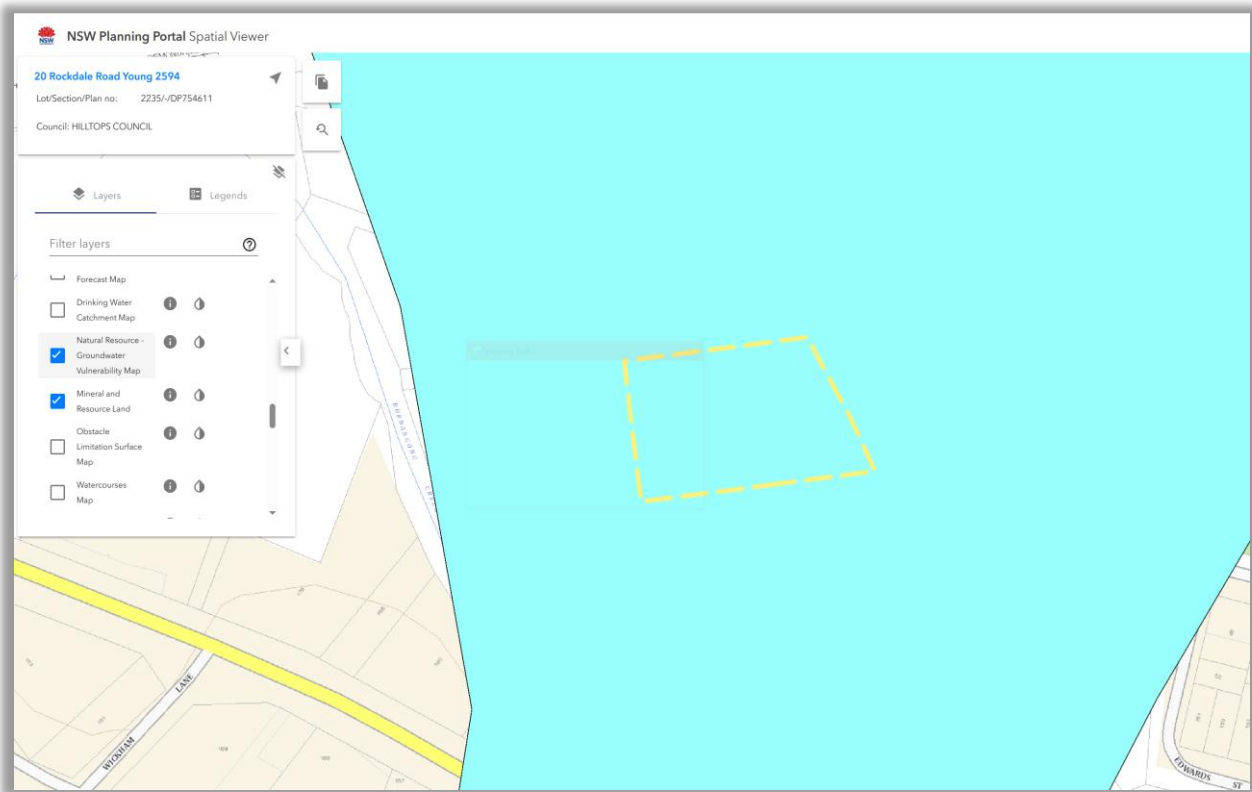 NSW
NSW Planning Portal Spatial Viewer
20 Rockdale Road Young 2594
Lot/Section/Plan no: 2235/-/DP754611
Council: HILLTOPS COUNCIL
Layers
Legends
Filter layers
Forecast Map
Drinking Water
Catchment Map
Natural Resource -
Groundwater
Vulnerability Map
Mineral and
Resource Land
Obstacle
Limitation Surface
Map
Watercourses
Map
BURRANGONG
WICKHAM
LANE
EDWARDS
ST